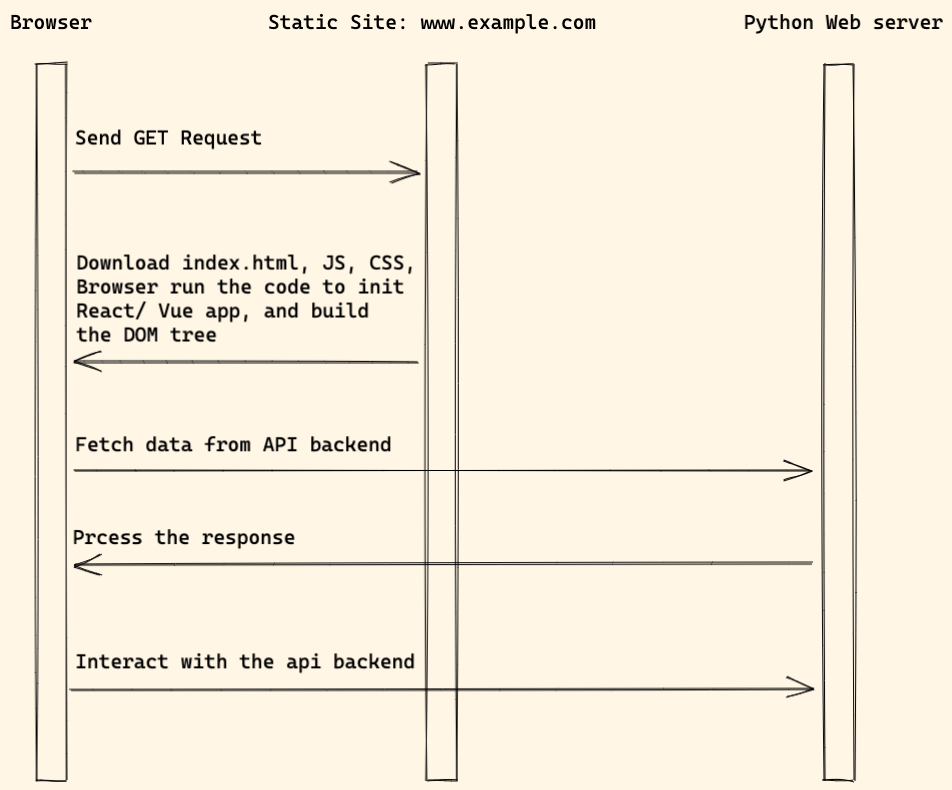 Browser
Static Site: www.example.com
Python Web server
Send GET Request
Download index.html, JS, CSS,
Browser run the code to init
React/ Vue app, and build
the DOM tree
Fetch data from API backend
Prcess the response
Interact with the api backend